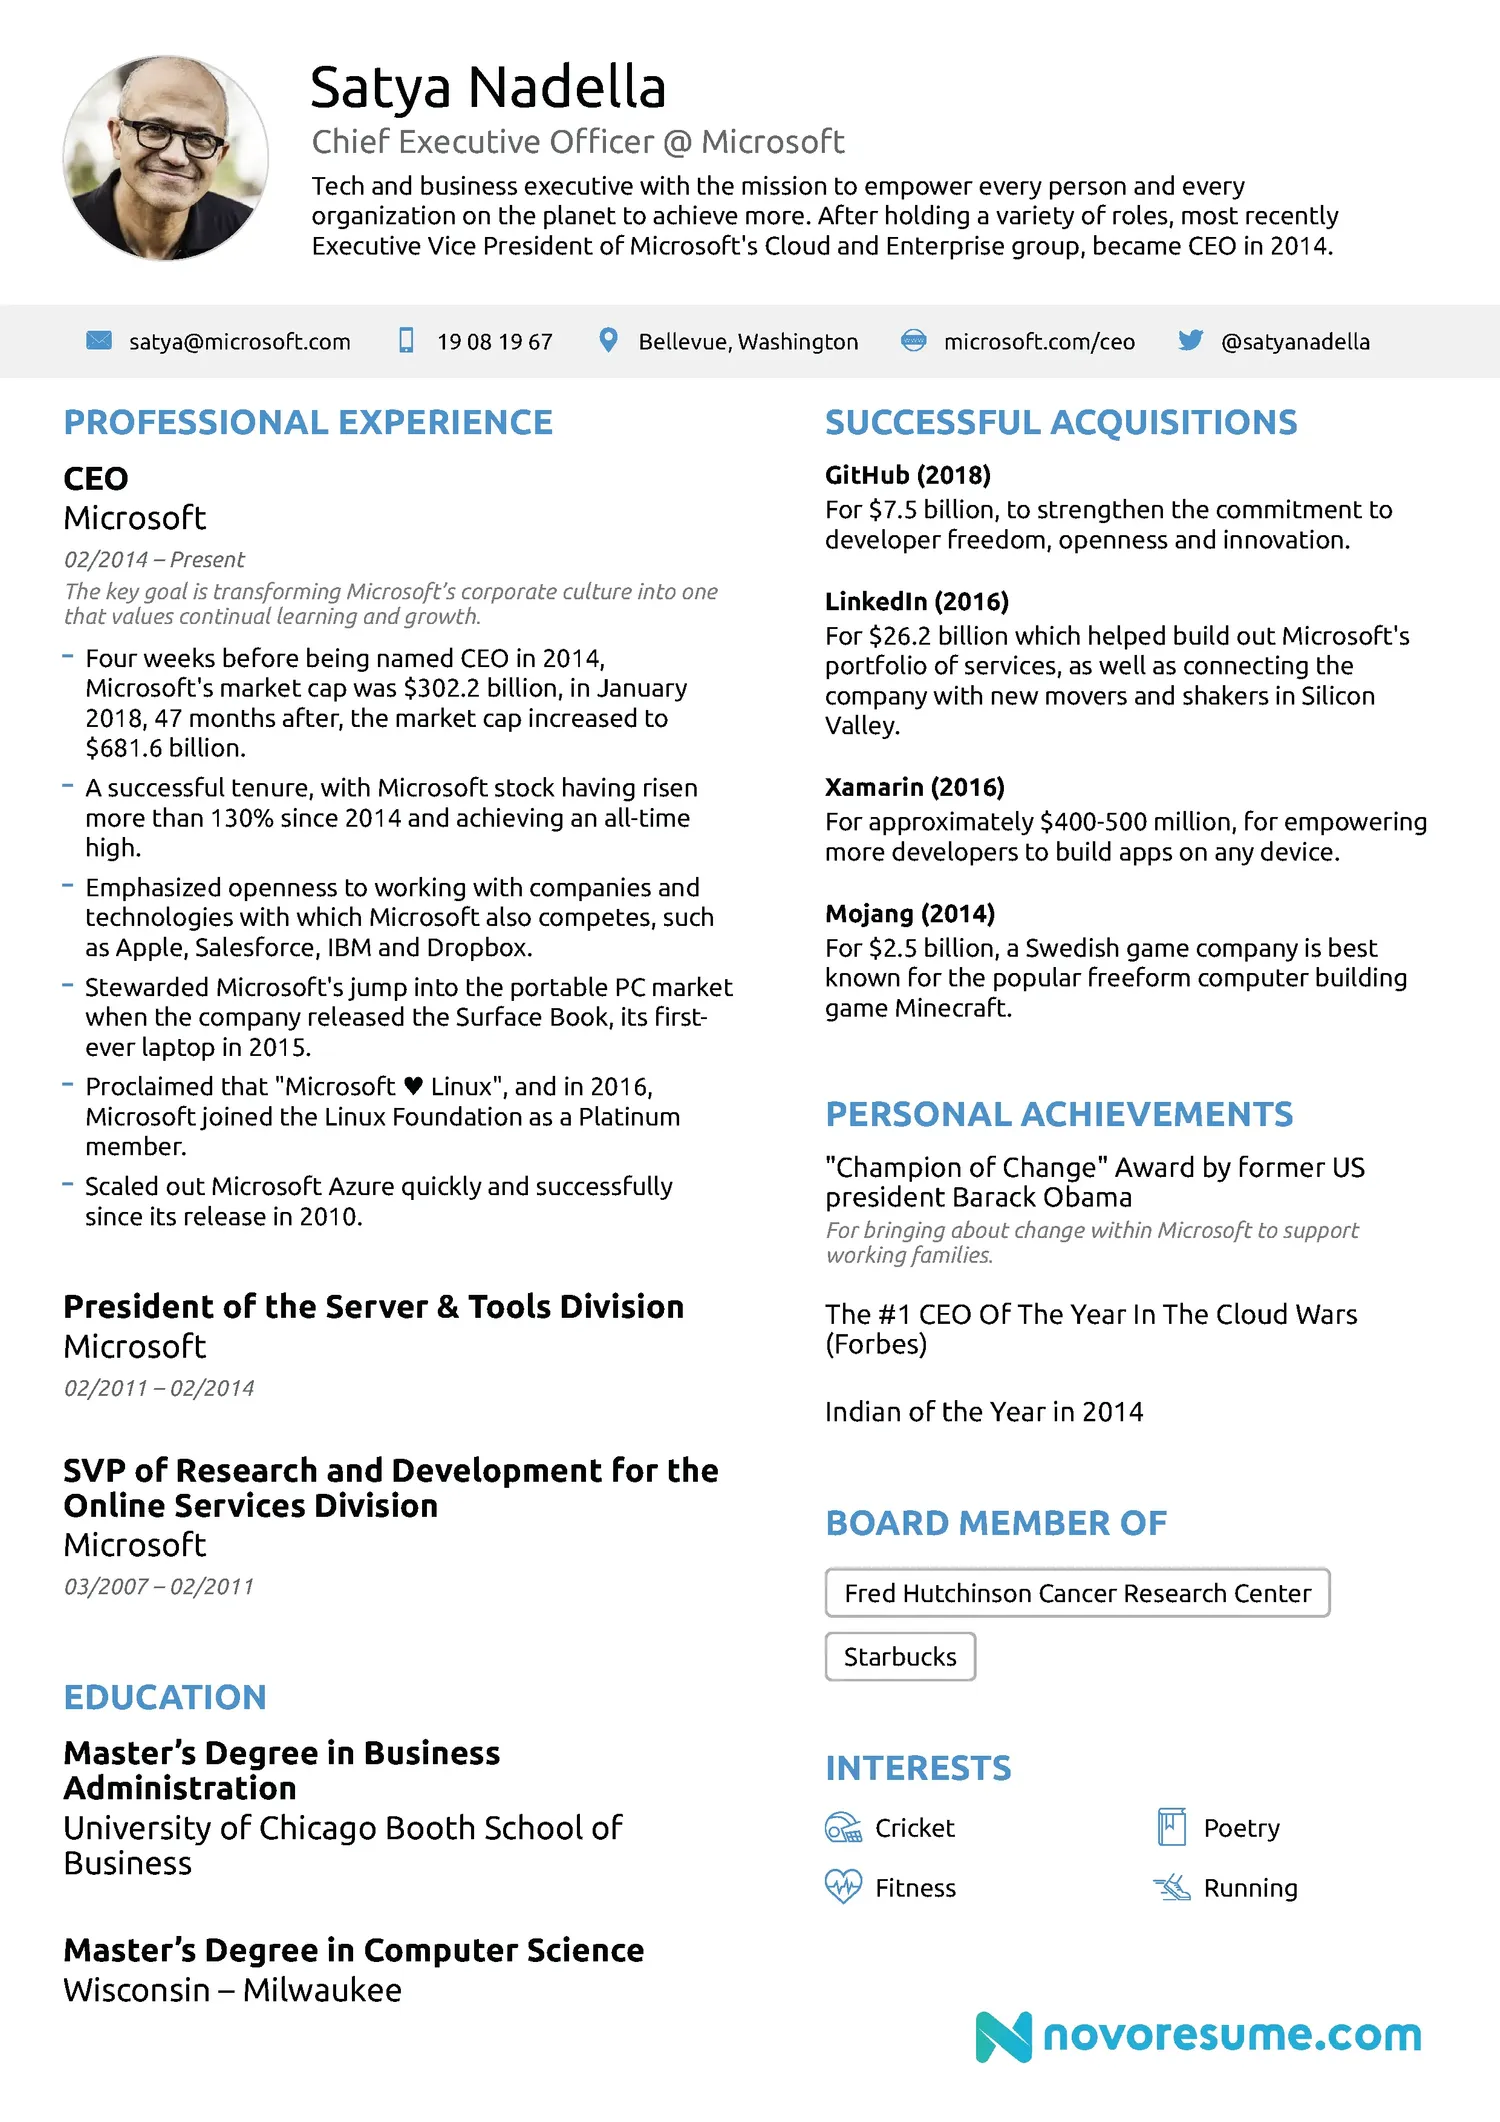 Satya Nadella
Chief Executive Officer @ Microsoft
Tech and business executive with the mission to empower every person and every
organization on the planet to achieve more. After holding a variety of roles, most recently
Executive Vice President of Microsoft's Cloud and Enterprise group, became CEO in 2014.
satya@microsoft.com 19 08 19 67 Bellevue, Washington microsoft.com/ceo @satyanadella
PROFESSIONAL EXPERIENCE
CEO
Microsoft
02/2014 – Present
The key goal is transforming Microsoft’s corporate culture into one
that values continual learning and growth.
– Four weeks before being named CEO in 2014,
Microsoft's market cap was $302.2 billion, in January
2018, 47 months after, the market cap increased to
$681.6 billion.
– A successful tenure, with Microsoft stock having risen
more than 130% since 2014 and achieving an all-time
high.
– Emphasized openness to working with companies and
technologies with which Microsoft also competes, such
as Apple, Salesforce, IBM and Dropbox.
– Stewarded Microsoft's jump into the portable PC market
when the company released the Surface Book, its first-
ever laptop in 2015.
– Proclaimed that "Microsoft ♥ Linux", and in 2016,
Microsoft joined the Linux Foundation as a Platinum
member.
– Scaled out Microsoft Azure quickly and successfully
since its release in 2010.
President of the Server & Tools Division
Microsoft
02/2011 – 02/2014
SVP of Research and Development for the
Online Services Division
Microsoft
03/2007 – 02/2011
EDUCATION
Master’s Degree in Business
Administration
University of Chicago Booth School of
Business
Master’s Degree in Computer Science
Wisconsin – Milwaukee
SUCCESSFUL ACQUISITIONS
GitHub (2018)
For $7.5 billion, to strengthen the commitment to
developer freedom, openness and innovation.
LinkedIn (2016)
For $26.2 billion which helped build out Microsoft's
portfolio of services, as well as connecting the
company with new movers and shakers in Silicon
Valley.
Xamarin (2016)
For approximately $400-500 million, for empowering
more developers to build apps on any device.
Mojang (2014)
For $2.5 billion, a Swedish game company is best
known for the popular freeform computer building
game Minecraft.
PERSONAL ACHIEVEMENTS
"Champion of Change" Award by former US
president Barack Obama
For bringing about change within Microsoft to support
working families.
The #1 CEO Of The Year In The Cloud Wars
(Forbes)
Indian of the Year in 2014
BOARD MEMBER OF
Fred Hutchinson Cancer Research Center
Starbucks
INTERESTS
Cricket Poetry
Fitness Running
novoresume.com